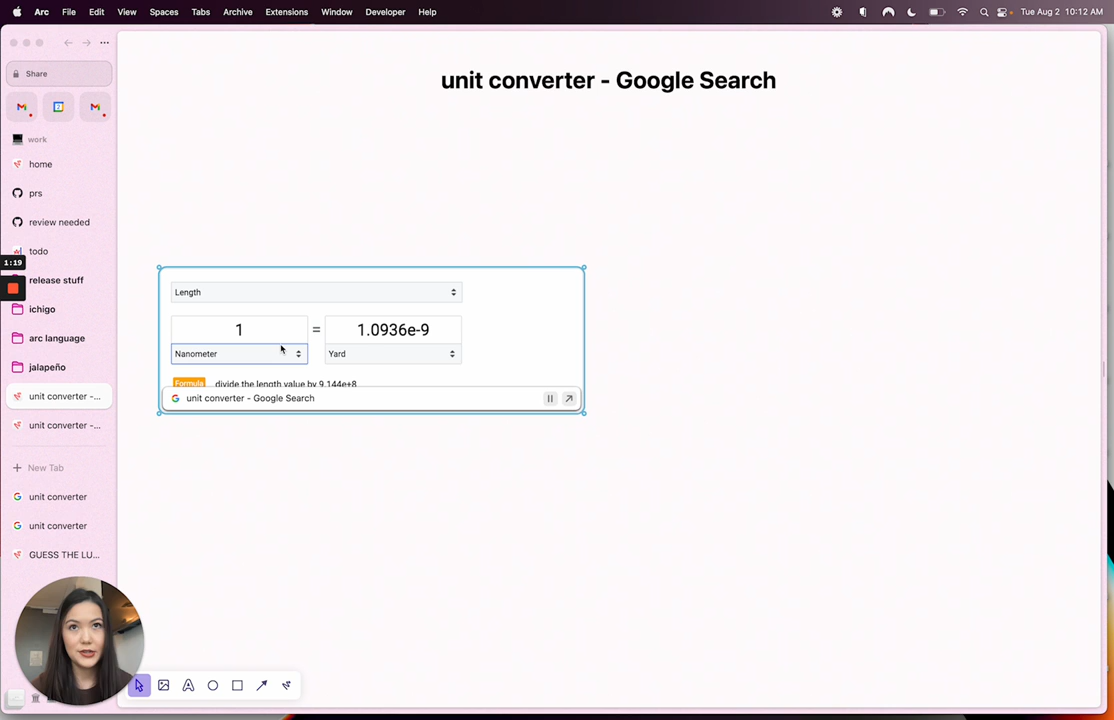 Arc File Edit View Spaces Tabs Archive Extensions Window Developer Help Tue Aug 2 10:12 AM
Share
work
home
prs
review needed
todo
1:19
release stuff
ichigo
arc language
jalapeño
unit converter -...
unit converter -...
New Tab
unit converter
unit converter
GUESS THE LU...
unit converter - Google Search
Length
1 = 1.0936e-9
Nanometer Yard
Formula divide the length value by 9.144e+8
unit converter - Google Search